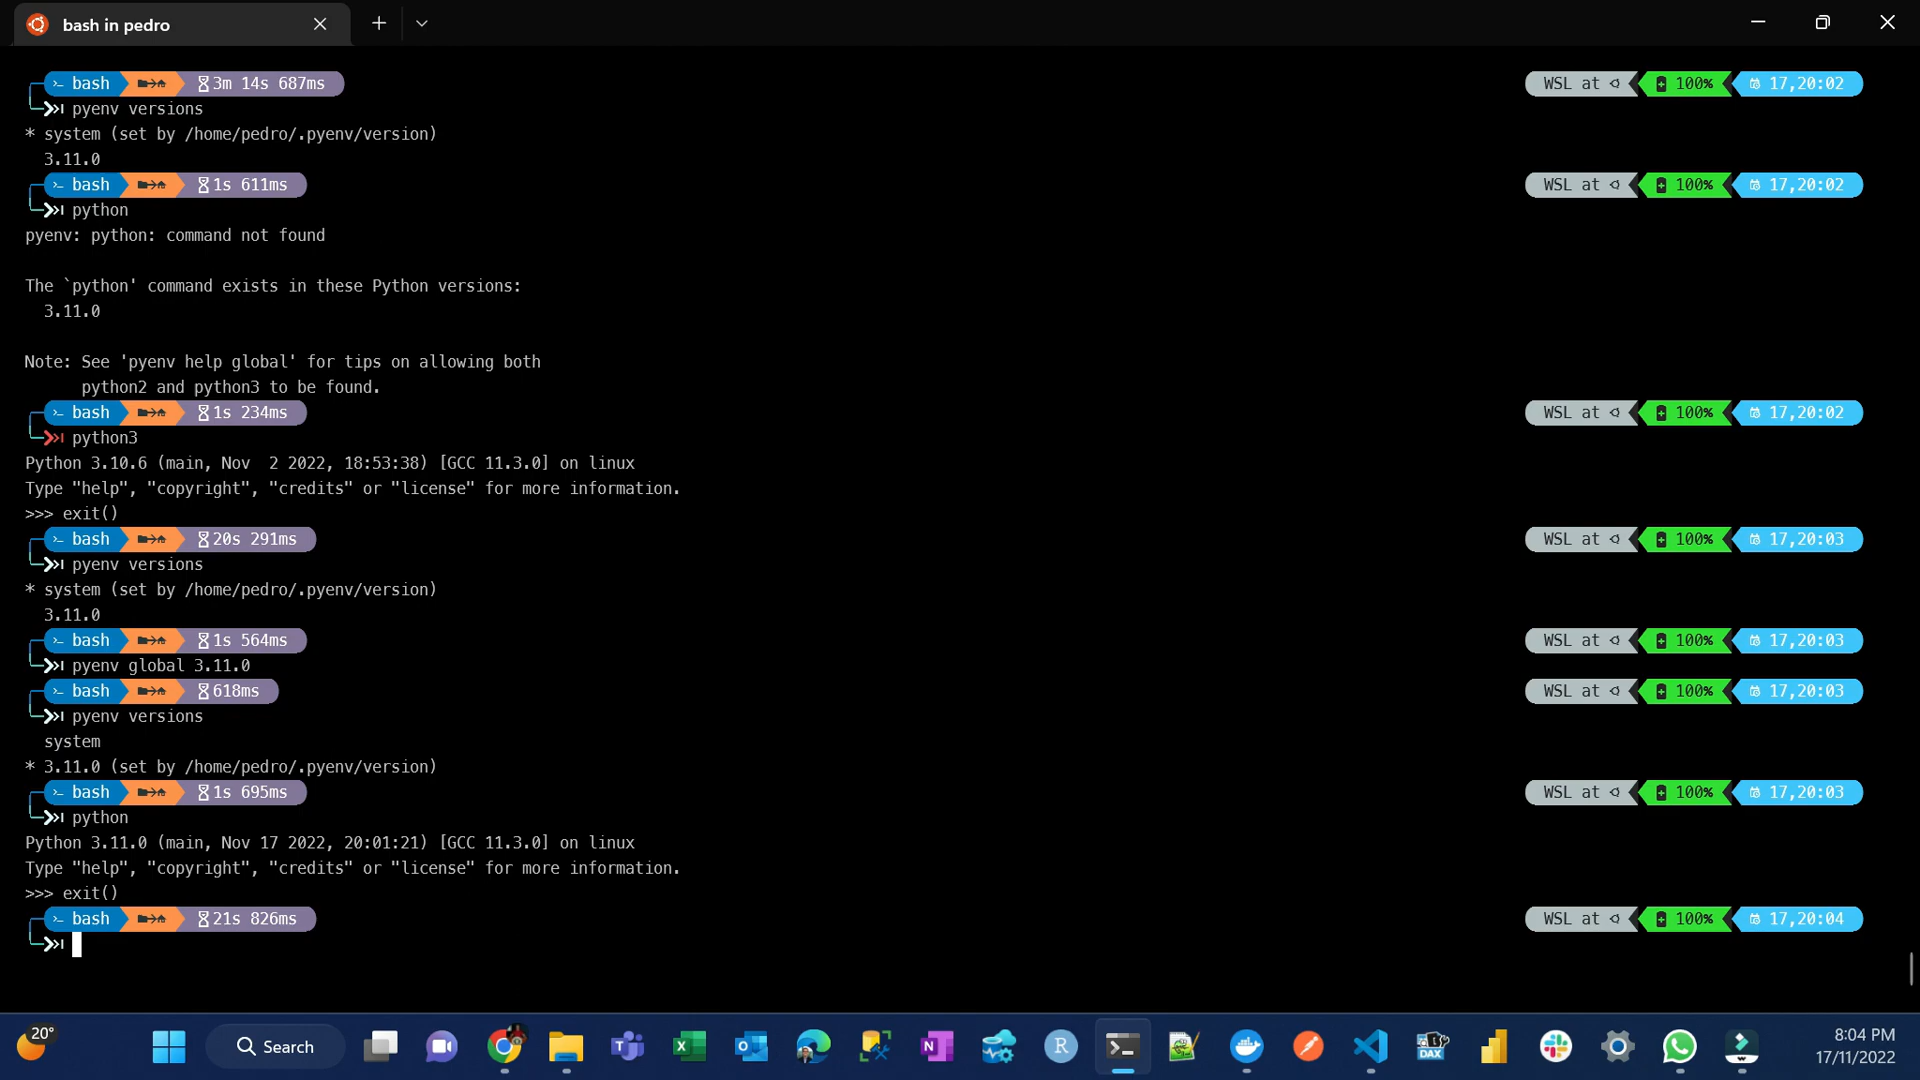 bash in pedro
bash 3m 14s 687ms WSL at 100% 17,20:02
pyenv versions
* system (set by /home/pedro/.pyenv/version)
3.11.0
bash 1s 611ms WSL at 100% 17,20:02
python
pyenv: python: command not found
The `python' command exists in these Python versions:
3.11.0
Note: See 'pyenv help global' for tips on allowing both
python2 and python3 to be found.
bash 1s 234ms WSL at 100% 17,20:02
python3
Python 3.10.6 (main, Nov  2 2022, 18:53:38) [GCC 11.3.0] on linux
Type "help", "copyright", "credits" or "license" for more information.
>>> exit()
bash 20s 291ms WSL at 100% 17,20:03
pyenv versions
* system (set by /home/pedro/.pyenv/version)
3.11.0
bash 1s 564ms WSL at 100% 17,20:03
pyenv global 3.11.0
bash 618ms WSL at 100% 17,20:03
pyenv versions
system
* 3.11.0 (set by /home/pedro/.pyenv/version)
bash 1s 695ms WSL at 100% 17,20:03
python
Python 3.11.0 (main, Nov 17 2022, 20:01:21) [GCC 11.3.0] on linux
Type "help", "copyright", "credits" or "license" for more information.
>>> exit()
bash 21s 826ms WSL at 100% 17,20:04
20°
Search
R
DAX
8:04 PM
17/11/2022